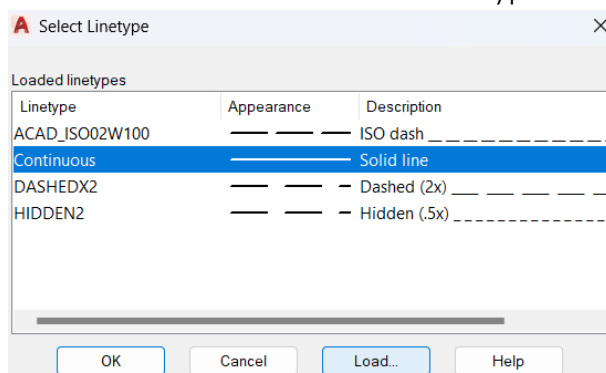 Select Linetype
Loaded linetypes
Linetype Appearance Description
ACAD_ISO02W100 ISO dash
Continuous Solid line
DASHEDX2 Dashed (2x)
HIDDEN2 Hidden (.5x)
OK Cancel Load... Help